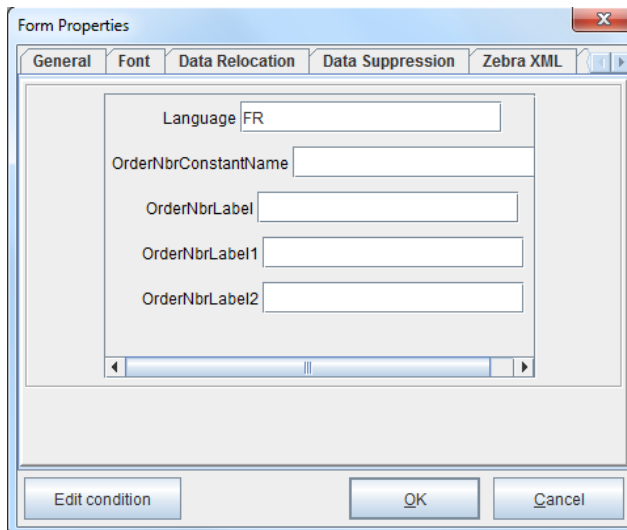 Form Properties
General Font Data Relocation Data Suppression Zebra XML
Language FR
OrderNbrConstantName
OrderNbrLabel
OrderNbrLabel1
OrderNbrLabel2
Edit condition OK Cancel